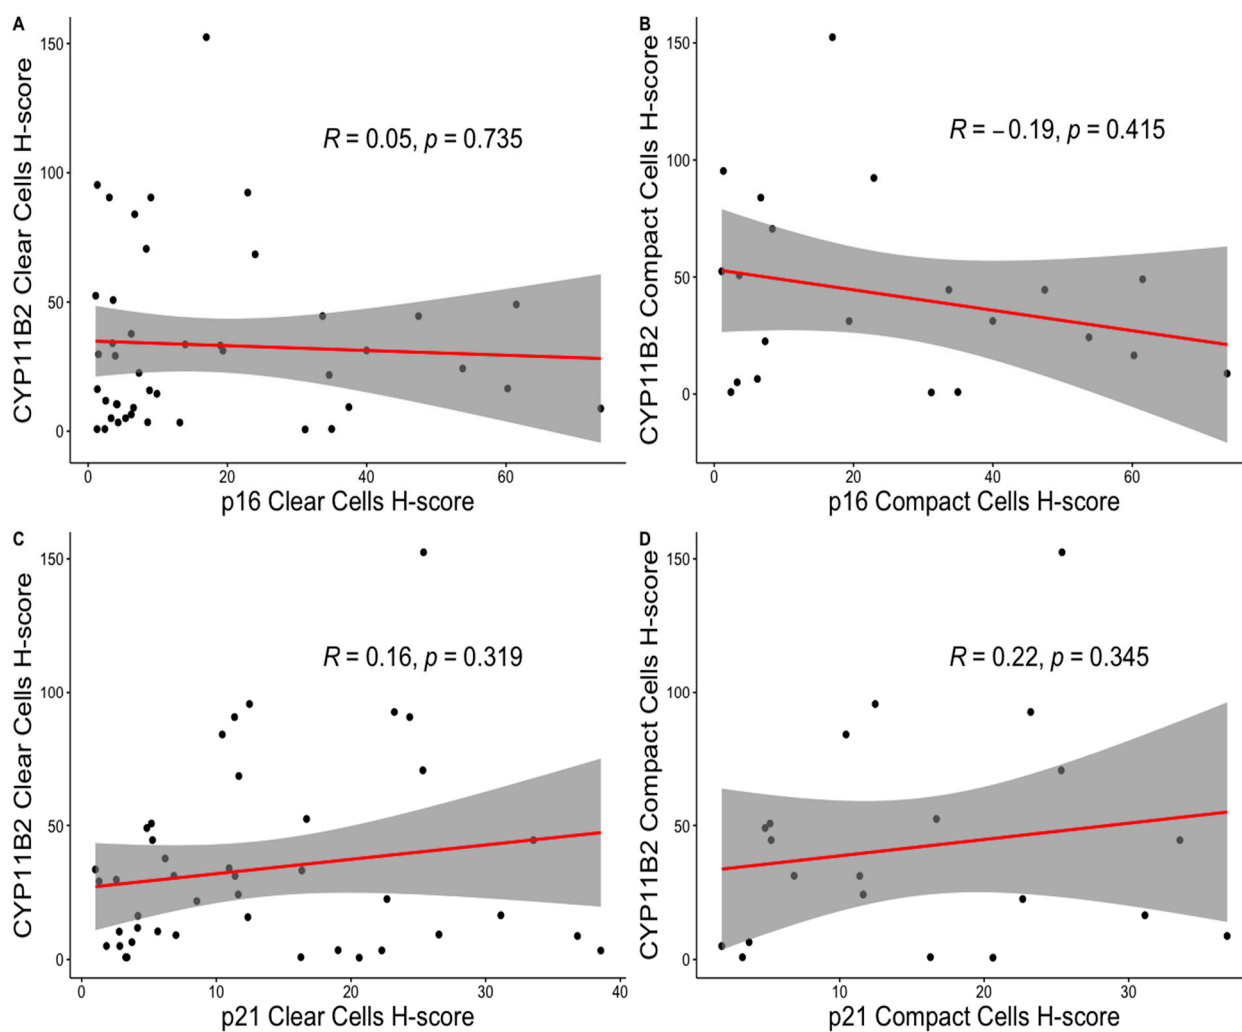 A
CYP11B2 Clear Cells H-score
150
100
50
0
R = 0.05, p = 0.735
0 20 40 60
p16 Clear Cells H-score
B
CYP11B2 Compact Cells H-score
150
100
50
0
R = −0.19, p = 0.415
0 20 40 60
p16 Compact Cells H-score
C
CYP11B2 Clear Cells H-score
150
100
50
0
R = 0.16, p = 0.319
0 10 20 30 40
p21 Clear Cells H-score
D
CYP11B2 Compact Cells H-score
150
100
50
0
R = 0.22, p = 0.345
10 20 30
p21 Compact Cells H-score